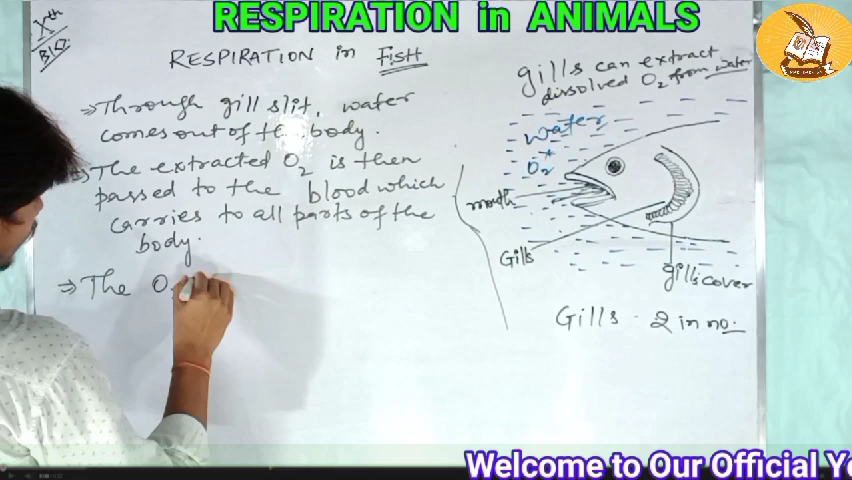 RESPIRATION in ANIMALS
Xth
BIO
RESPIRATION in FISH
⇒ Through gill slit, water
comes out of the body.
⇒ The extracted O2 is then
passed to the blood which
carries to all parts of the
body.
⇒ The O
gills can extract
dissolved O2 from water
water
+
O2
mouth
Gills
gills cover
Gills - 2 in no.
Welcome to Our Official Yo